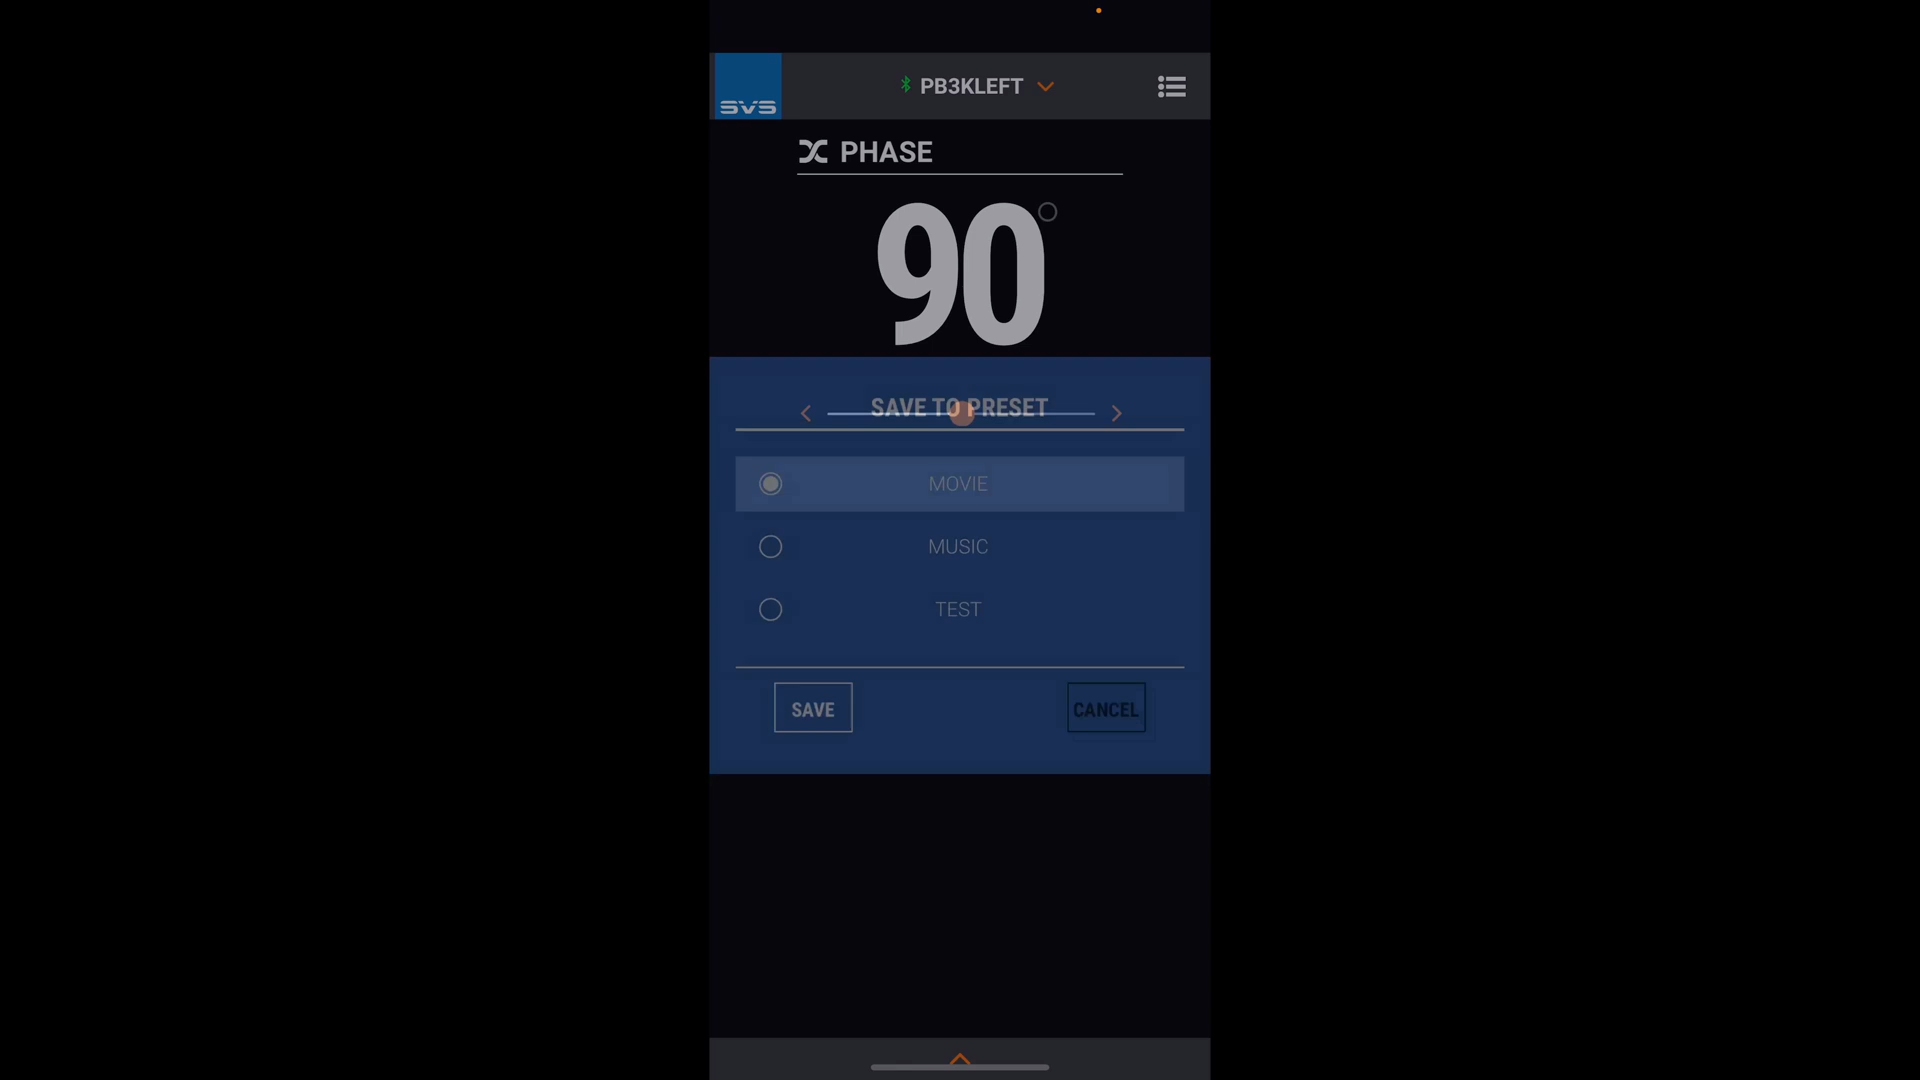 SVS
PB3KLEFT
PHASE
90°
SAVE TO PRESET
MOVIE
MUSIC
TEST
SAVE
CANCEL